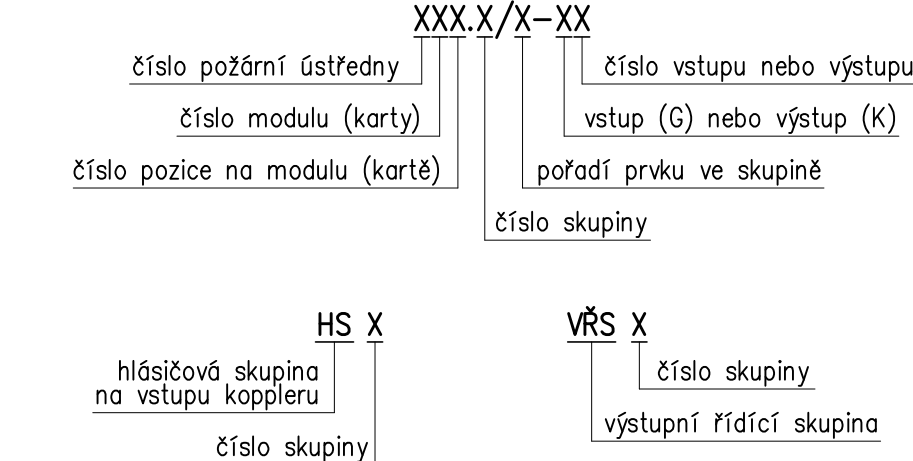 XXX.X/X-XX
číslo požární ústředny
číslo vstupu nebo výstupu
číslo modulu (karty)
vstup (G) nebo výstup (K)
číslo pozice na modulu (kartě)
pořadí prvku ve skupině
číslo skupiny
HS X
VŘS X
hlásičová skupina
na vstupu koppleru
číslo skupiny
číslo skupiny
výstupní řídící skupina